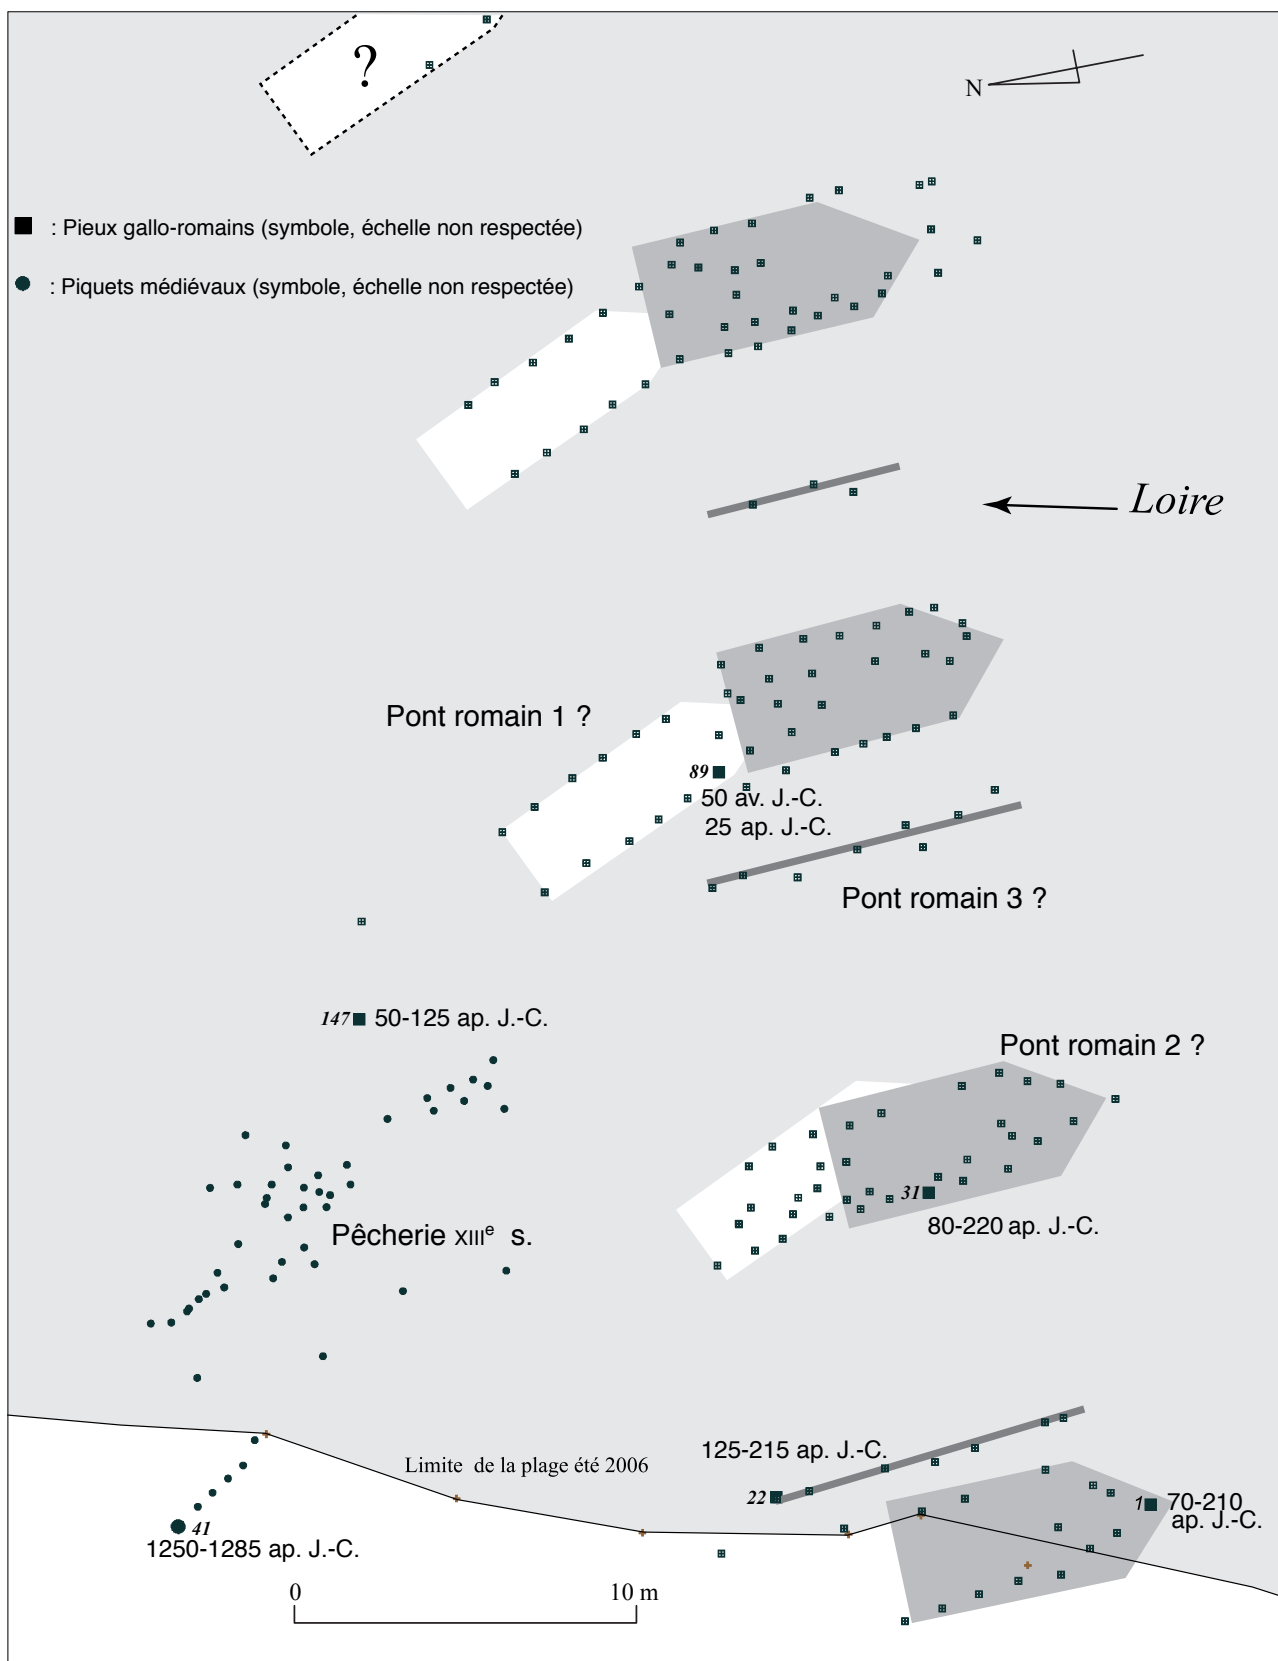 ?
N
: Pieux gallo-romains (symbole, échelle non respectée)
: Piquets médiévaux (symbole, échelle non respectée)
Loire
Pont romain 1 ?
89
50 av. J.-C.
25 ap. J.-C.
Pont romain 3 ?
147 50-125 ap. J.-C.
Pont romain 2 ?
31
80-220 ap. J.-C.
Pêcherie XIIIe s.
125-215 ap. J.-C.
Limite de la plage été 2006
22
1 70-210
ap. J.-C.
41
1250-1285 ap. J.-C.
0 10 m